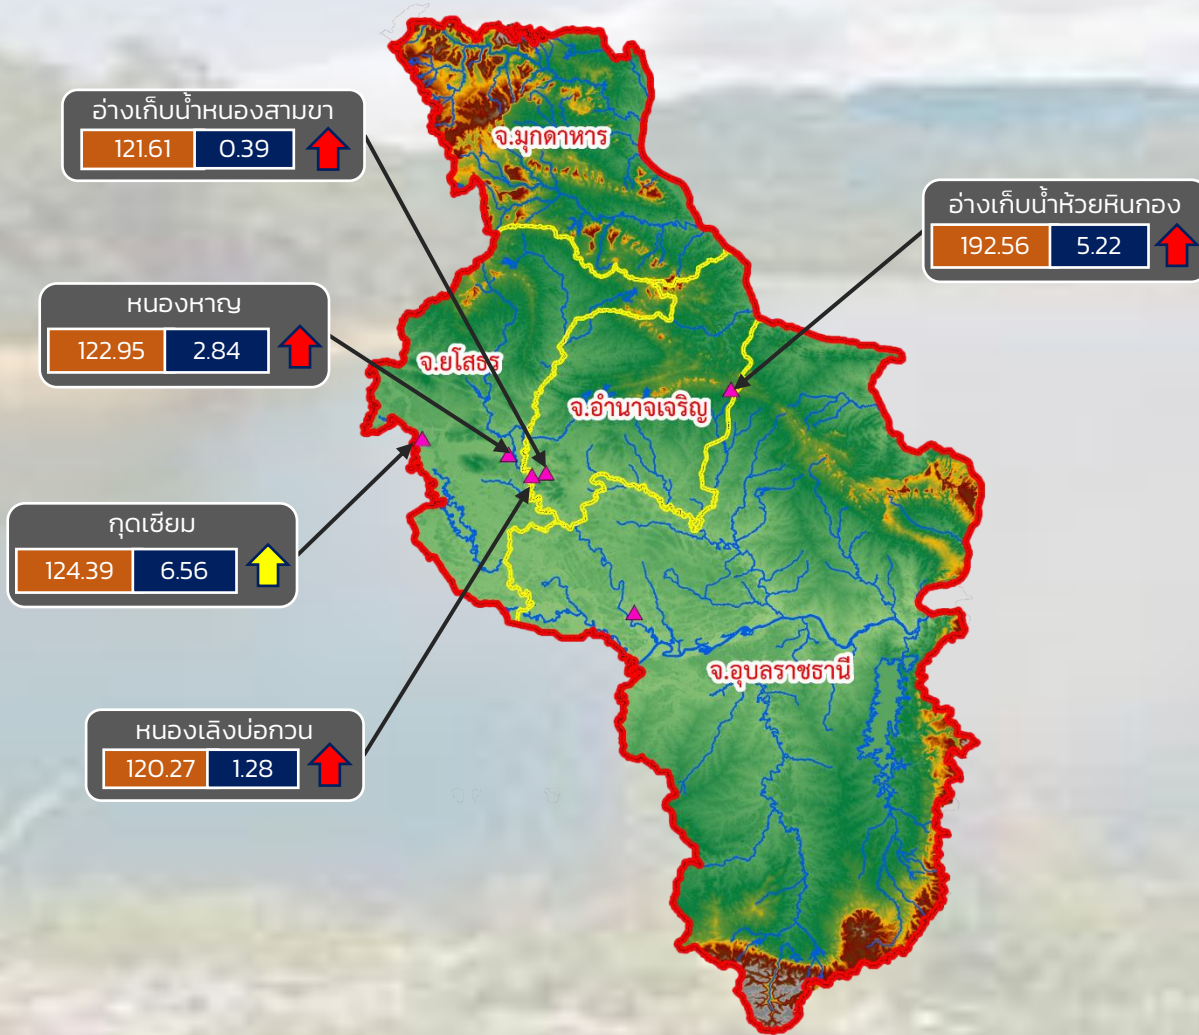 อ่างเก็บน้ำหนองสามขา
121.61 0.39
จ.มุกดาหาร
อ่างเก็บน้ำห้วยหินกอง
192.56 5.22
หนองหาญ
122.95 2.84
จ.ยโสธร
จ.อำนาจเจริญ
กุดเซียม
124.39 6.56
จ.อุบลราชธานี
หนองเลิงบ่อกวน
120.27 1.28